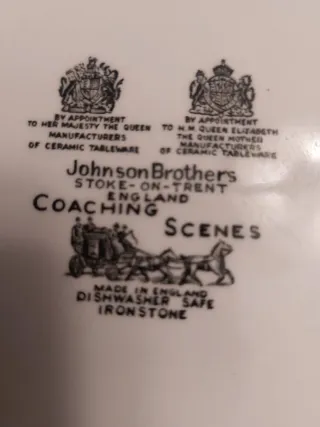 BY APPOINTMENT
TO HER MAJESTY THE QUEEN
MANUFACTURERS
OF CERAMIC TABLEWARE
BY APPOINTMENT
TO H.M. QUEEN ELIZABETH
THE QUEEN MOTHER
MANUFACTURERS
OF CERAMIC TABLEWARE
Johnson Brothers
STOKE-ON-TRENT
ENGLAND
COACHING
SCENES
MADE IN ENGLAND
DISHWASHER SAFE
IRONSTONE